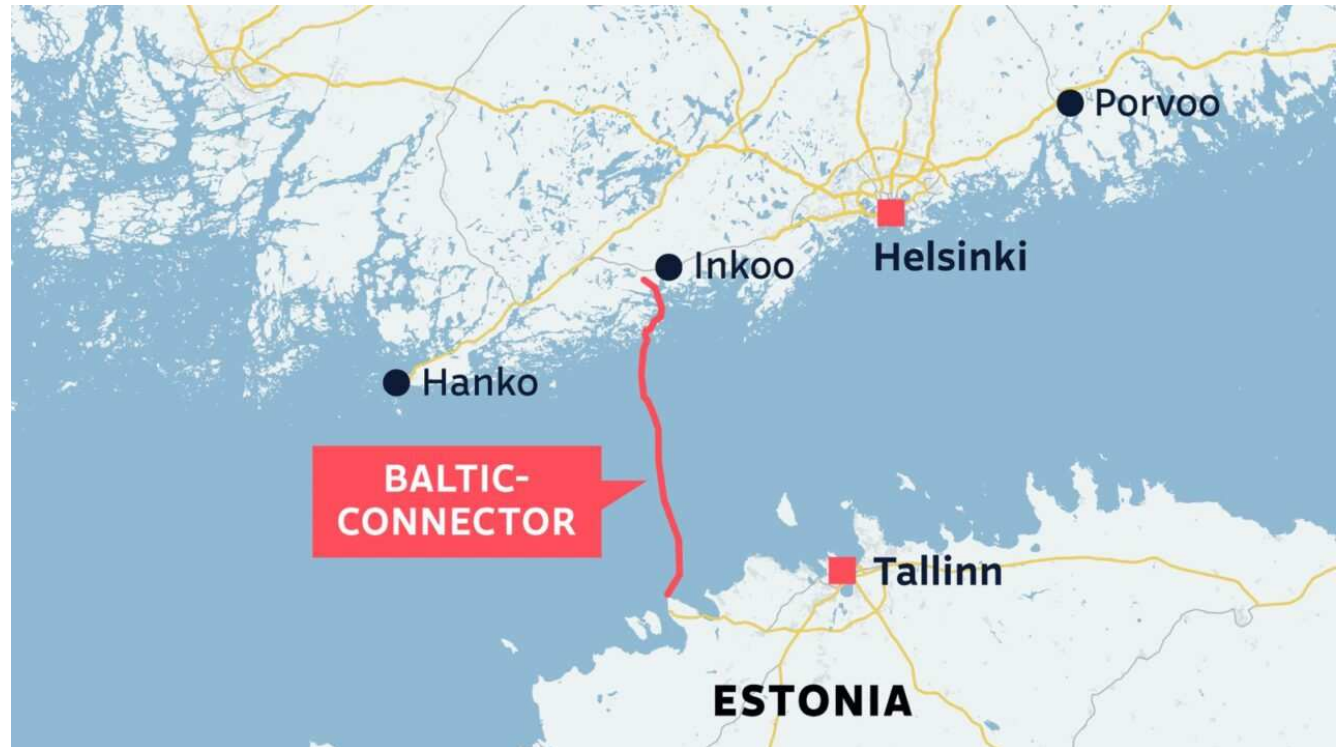 Porvoo
Helsinki
Inkoo
Hanko
BALTIC-
CONNECTOR
Tallinn
ESTONIA